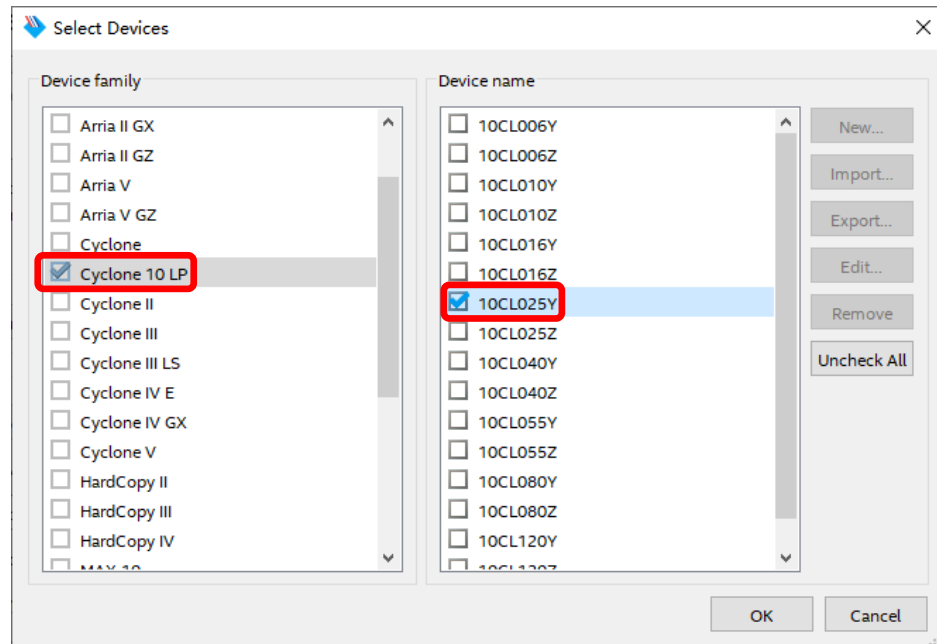 Select Devices
Device family
Arria II GX
Arria II GZ
Arria V
Arria V GZ
Cyclone
Cyclone 10 LP
Cyclone II
Cyclone III
Cyclone III LS
Cyclone IV E
Cyclone IV GX
Cyclone V
HardCopy II
HardCopy III
HardCopy IV
MAX 10
Device name
10CL006Y
10CL006Z
10CL010Y
10CL010Z
10CL016Y
10CL016Z
10CL025Y
10CL025Z
10CL040Y
10CL040Z
10CL055Y
10CL055Z
10CL080Y
10CL080Z
10CL120Y
10CL120Z
New...
Import...
Export...
Edit...
Remove
Uncheck All
OK
Cancel